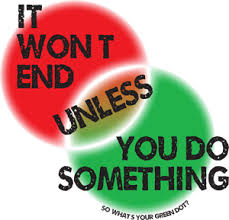 IT
WON'T
END
UNLESS
YOU DO
SOMETHING
SO WHAT'S YOUR GREEN DOT?